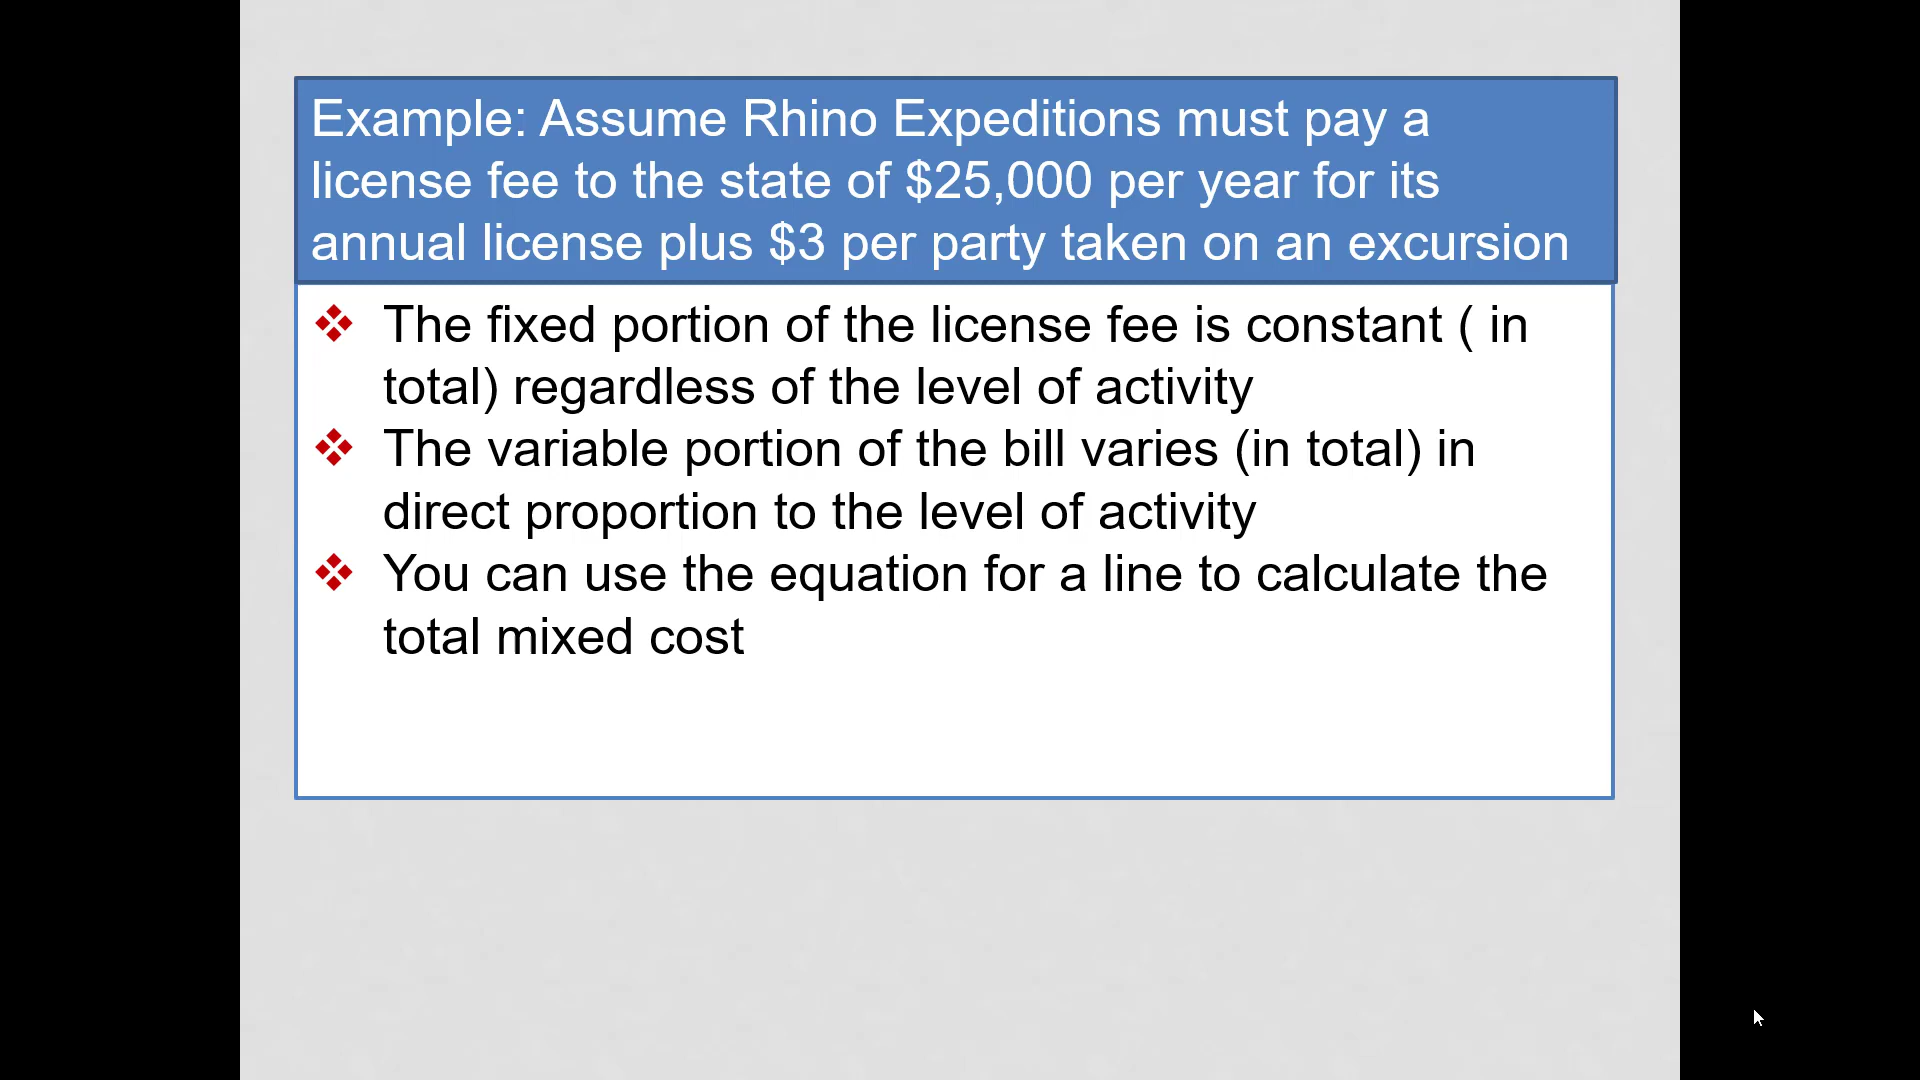 Example: Assume Rhino Expeditions must pay a
license fee to the state of $25,000 per year for its
annual license plus $3 per party taken on an excursion
The fixed portion of the license fee is constant ( in
total) regardless of the level of activity
The variable portion of the bill varies (in total) in
direct proportion to the level of activity
You can use the equation for a line to calculate the
total mixed cost